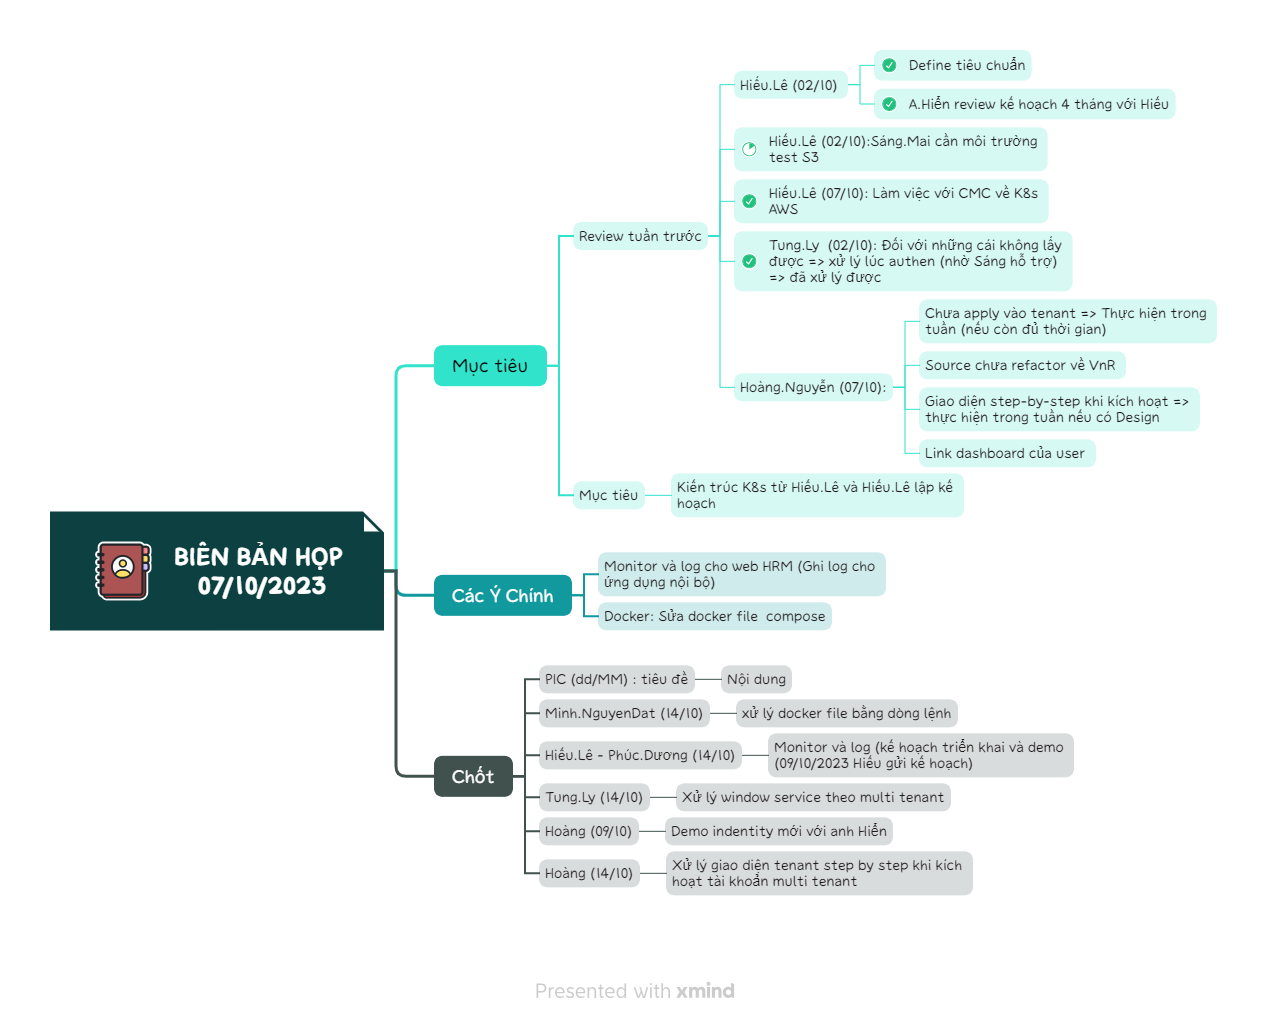 BIÊN BẢN HỌP
07/10/2023
Mục tiêu
Review tuần trước
Hiếu.Lê (02/10)
Define tiêu chuẩn
A.Hiển review kế hoạch 4 tháng với Hiếu
Hiếu.Lê (02/10):Sáng.Mai cần môi trường
test S3
Hiếu.Lê (07/10): Làm việc với CMC về K8s
AWS
Tung.Ly  (02/10): Đối với những cái không lấy
được => xử lý lúc authen (nhờ Sáng hỗ trợ)
=> đã xử lý được
Hoàng.Nguyễn (07/10):
Chưa apply vào tenant => Thực hiện trong
tuần (nếu còn đủ thời gian)
Source chưa refactor về VnR
Giao diện step-by-step khi kích hoạt =>
thực hiện trong tuần nếu có Design
Link dashboard của user
Mục tiêu
Kiến trúc K8s từ Hiếu.Lê và Hiếu.Lê lập kế
hoạch
Các Ý Chính
Monitor và log cho web HRM (Ghi log cho
ứng dụng nội bộ)
Docker: Sửa docker file  compose
Chốt
PIC (dd/MM) : tiêu đề
Nội dung
Minh.NguyenDat (14/10)
xử lý docker file bằng dòng lệnh
Hiếu.Lê - Phúc.Dương (14/10)
Monitor và log (kế hoạch triển khai và demo
(09/10/2023 Hiếu gửi kế hoạch)
Tung.Ly (14/10)
Xử lý window service theo multi tenant
Hoàng (09/10)
Demo indentity mới với anh Hiển
Hoàng (14/10)
Xử lý giao diện tenant step by step khi kích
hoạt tài khoản multi tenant
Presented with xmind